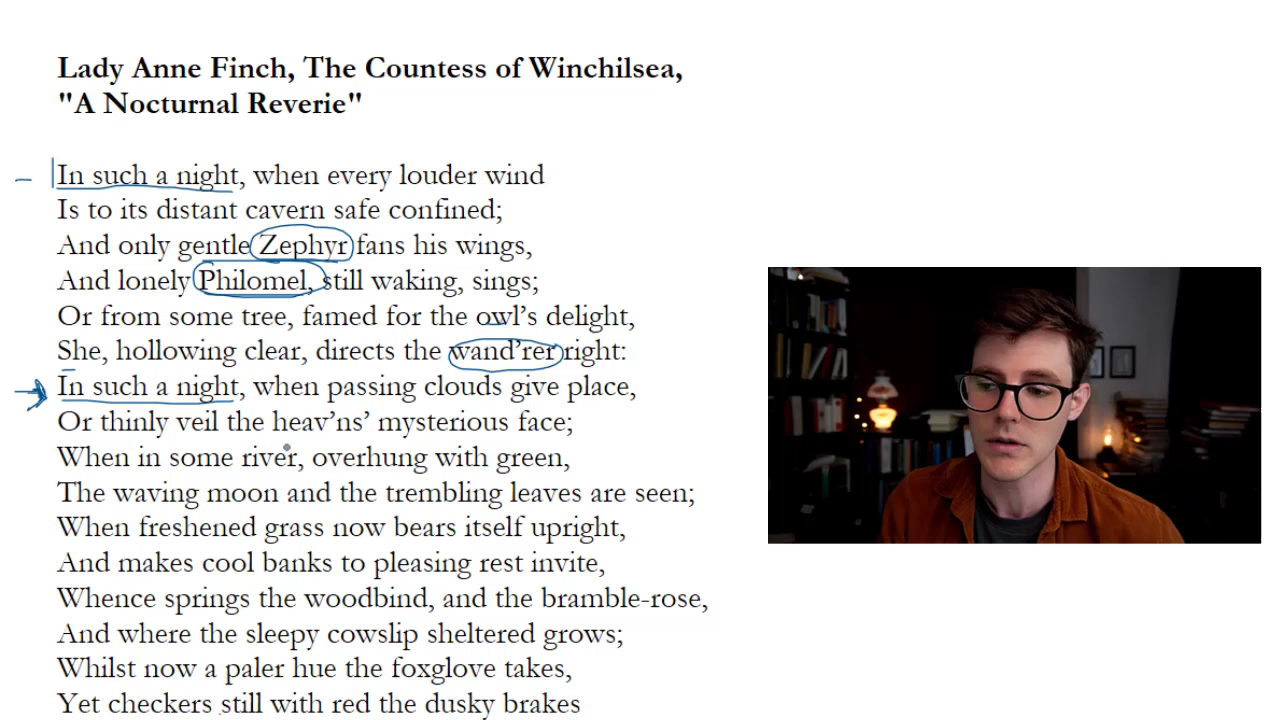 Lady Anne Finch, The Countess of Winchilsea,
"A Nocturnal Reverie"
In such a night, when every louder wind
Is to its distant cavern safe confined;
And only gentle Zephyr fans his wings,
And lonely Philomel, still waking, sings;
Or from some tree, famed for the owl’s delight,
She, hollowing clear, directs the wand’rer right:
In such a night, when passing clouds give place,
Or thinly veil the heav’ns’ mysterious face;
When in some river, overhung with green,
The waving moon and the trembling leaves are seen;
When freshened grass now bears itself upright,
And makes cool banks to pleasing rest invite,
Whence springs the woodbind, and the bramble-rose,
And where the sleepy cowslip sheltered grows;
Whilst now a paler hue the foxglove takes,
Yet checkers still with red the dusky brakes